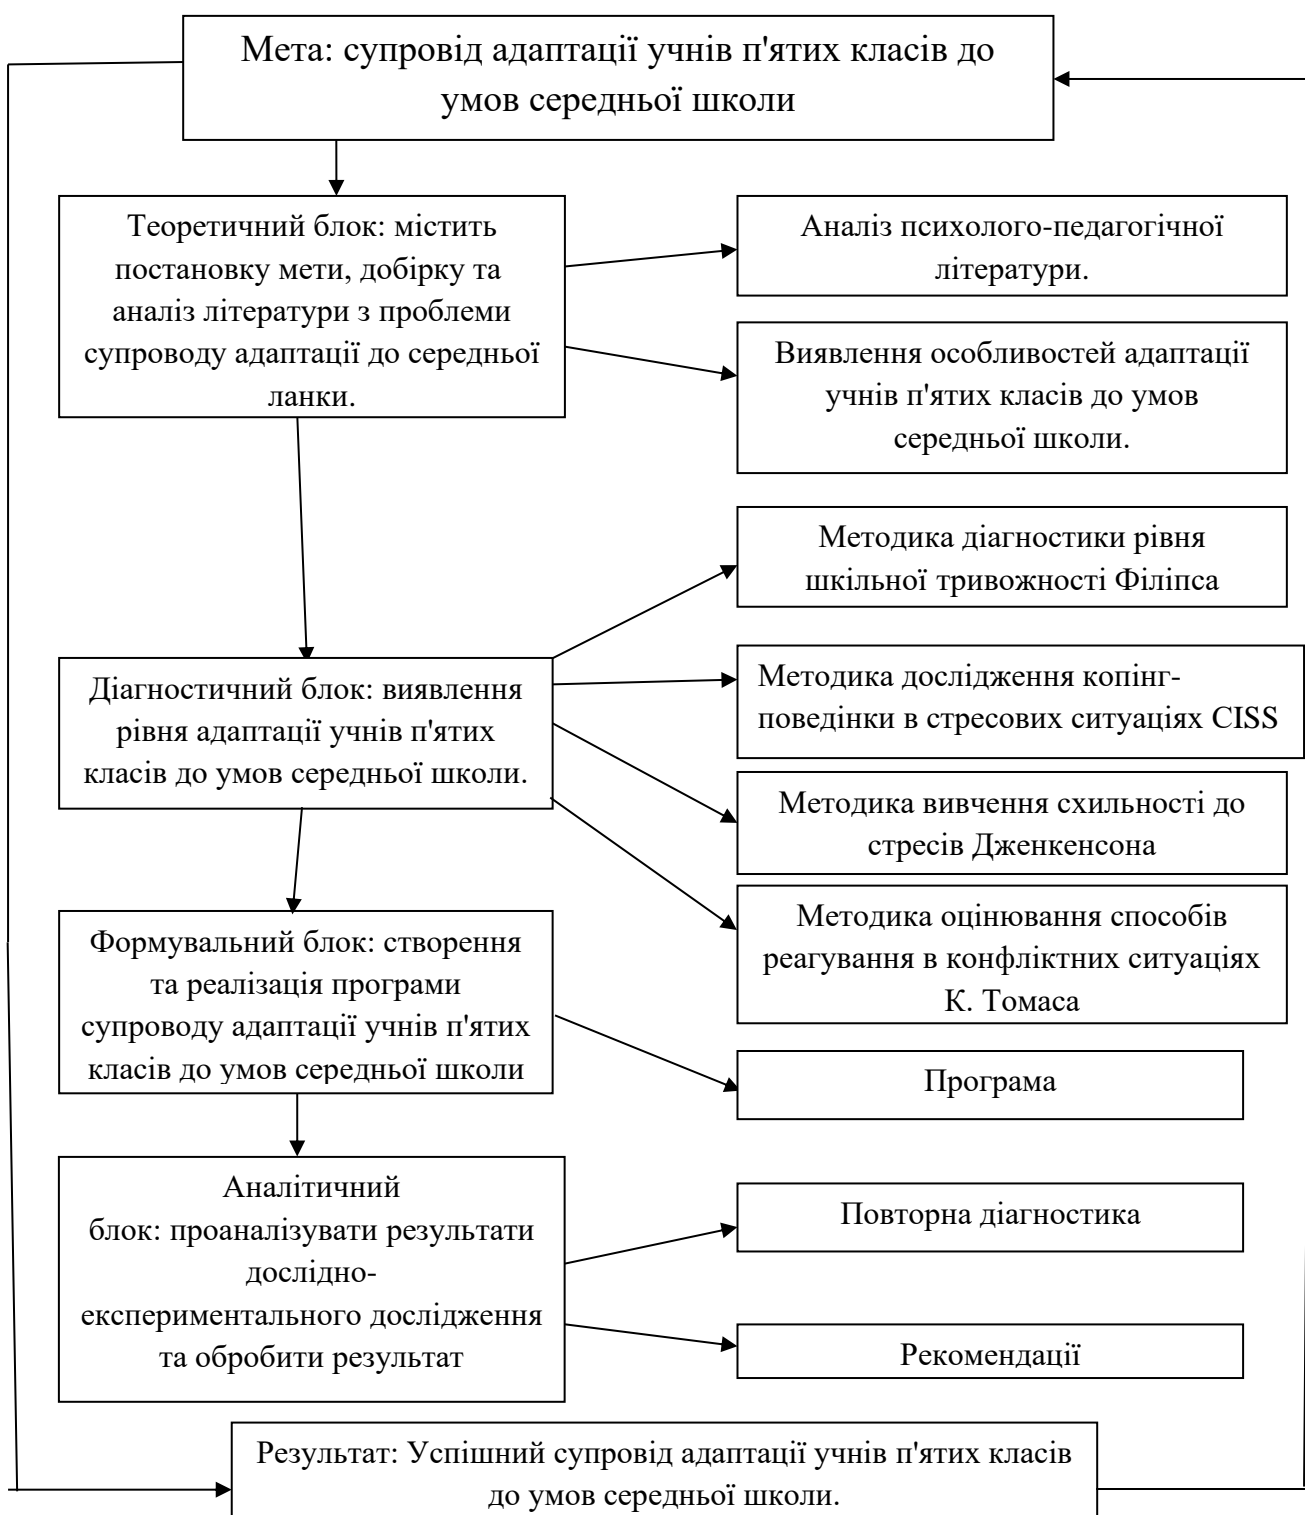 Мета: супровід адаптації учнів п'ятих класів до
умов середньої школи
Теоретичний блок: містить
постановку мети, добірку та
аналіз літератури з проблеми
супроводу адаптації до середньої
ланки.
Аналіз психолого-педагогічної
літератури.
Виявлення особливостей адаптації
учнів п'ятих класів до умов
середньої школи.
Діагностичний блок: виявлення
рівня адаптації учнів п'ятих
класів до умов середньої школи.
Методика діагностики рівня
шкільної тривожності Філіпса
Методика дослідження копінг-
поведінки в стресових ситуаціях CISS
Методика вивчення схильності до
стресів Дженкенсона
Методика оцінювання способів
реагування в конфліктних ситуаціях
К. Томаса
Формувальний блок: створення
та реалізація програми
супроводу адаптації учнів п'ятих
класів до умов середньої школи
Програма
Аналітичний
блок: проаналізувати результати
дослідно-
експериментального дослідження
та обробити результат
Повторна діагностика
Рекомендації
Результат: Успішний супровід адаптації учнів п'ятих класів
до умов середньої школи.